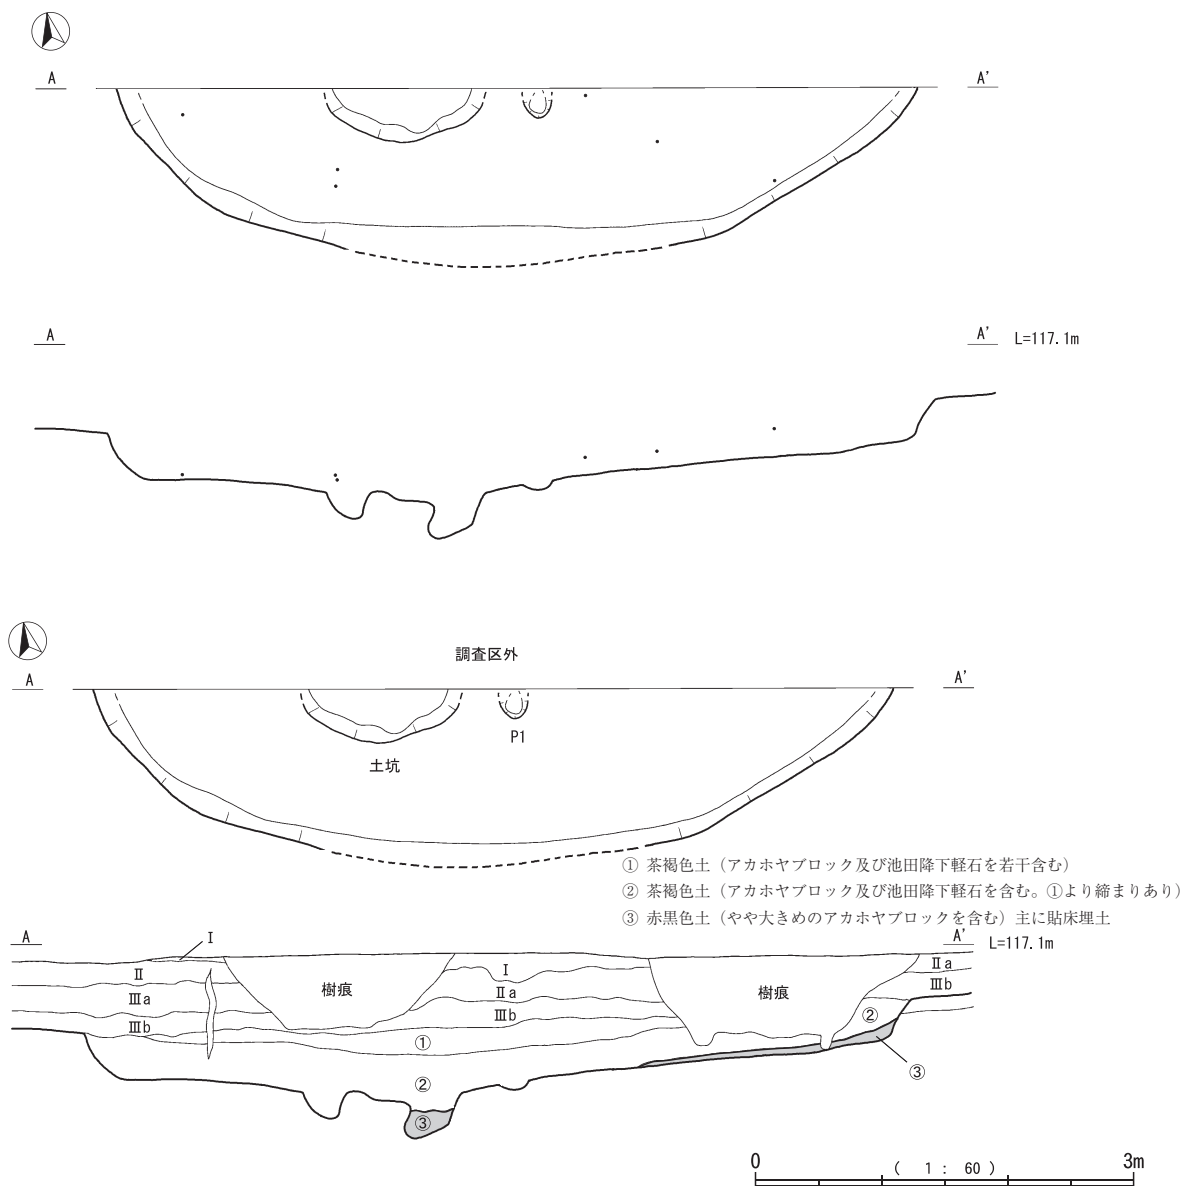 A A'
A A' L=117.1m
調査区外
A A'
P1
土坑
① 茶褐色土（アカホヤブロック及び池田降下軽石を若干含む）
② 茶褐色土（アカホヤブロック及び池田降下軽石を含む。①より締まりあり）
③ 赤黒色土（やや大きめのアカホヤブロックを含む）主に貼床埋土
A A' L=117.1m
Ⅰ
Ⅱ Ⅰ Ⅱa
Ⅲa 樹痕 Ⅱa 樹痕 Ⅲb
Ⅲb Ⅲb ②
①
② ③
③
0 ( 1 : 60 ) 3m